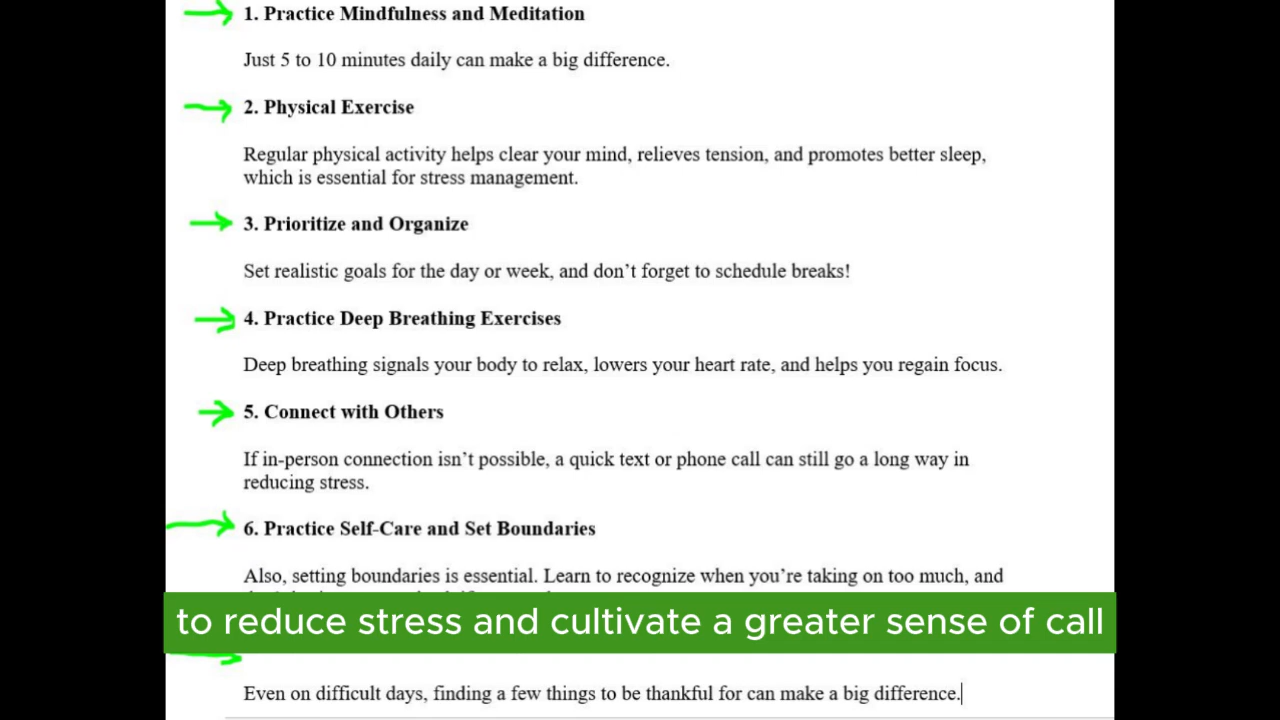 1. Practice Mindfulness and Meditation
Just 5 to 10 minutes daily can make a big difference.
2. Physical Exercise
Regular physical activity helps clear your mind, relieves tension, and promotes better sleep,
which is essential for stress management.
3. Prioritize and Organize
Set realistic goals for the day or week, and don’t forget to schedule breaks!
4. Practice Deep Breathing Exercises
Deep breathing signals your body to relax, lowers your heart rate, and helps you regain focus.
5. Connect with Others
If in-person connection isn’t possible, a quick text or phone call can still go a long way in
reducing stress.
6. Practice Self-Care and Set Boundaries
Also, setting boundaries is essential. Learn to recognize when you’re taking on too much, and
to reduce stress and cultivate a greater sense of call
Even on difficult days, finding a few things to be thankful for can make a big difference.